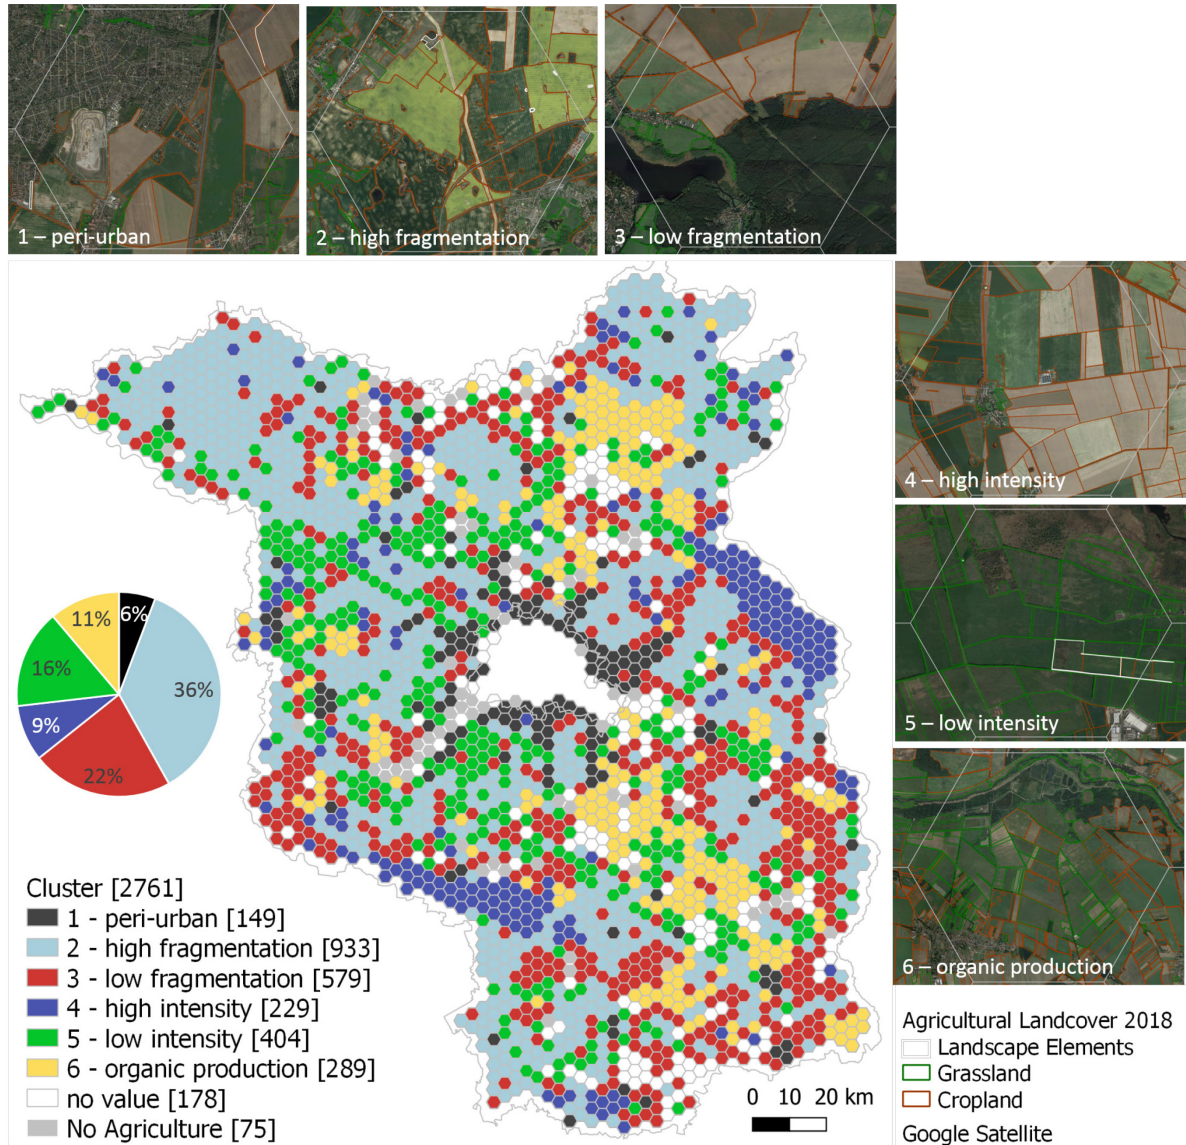 1 – peri-urban
2 – high fragmentation
3 – low fragmentation
4 – high intensity
5 – low intensity
6 – organic production
6%
36%
22%
9%
16%
11%
Cluster [2761]
1 - peri-urban [149]
2 - high fragmentation [933]
3 - low fragmentation [579]
4 - high intensity [229]
5 - low intensity [404]
6 - organic production [289]
no value [178]
No Agriculture [75]
0 10 20 km
Agricultural Landcover 2018
Landscape Elements
Grassland
Cropland
Google Satellite